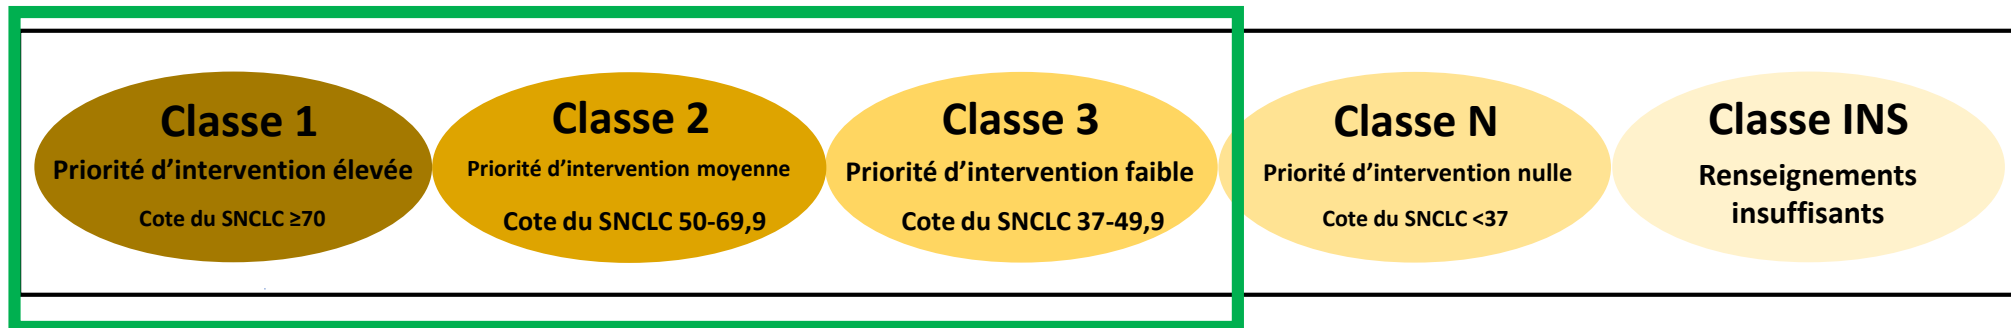 Classe 1
Priorité d’intervention élevée
Cote du SNCLC ≥70
Classe 2
Priorité d’intervention moyenne
Cote du SNCLC 50-69,9
Classe 3
Priorité d’intervention faible
Cote du SNCLC 37-49,9
Classe N
Priorité d’intervention nulle
Cote du SNCLC <37
Classe INS
Renseignements
insuffisants